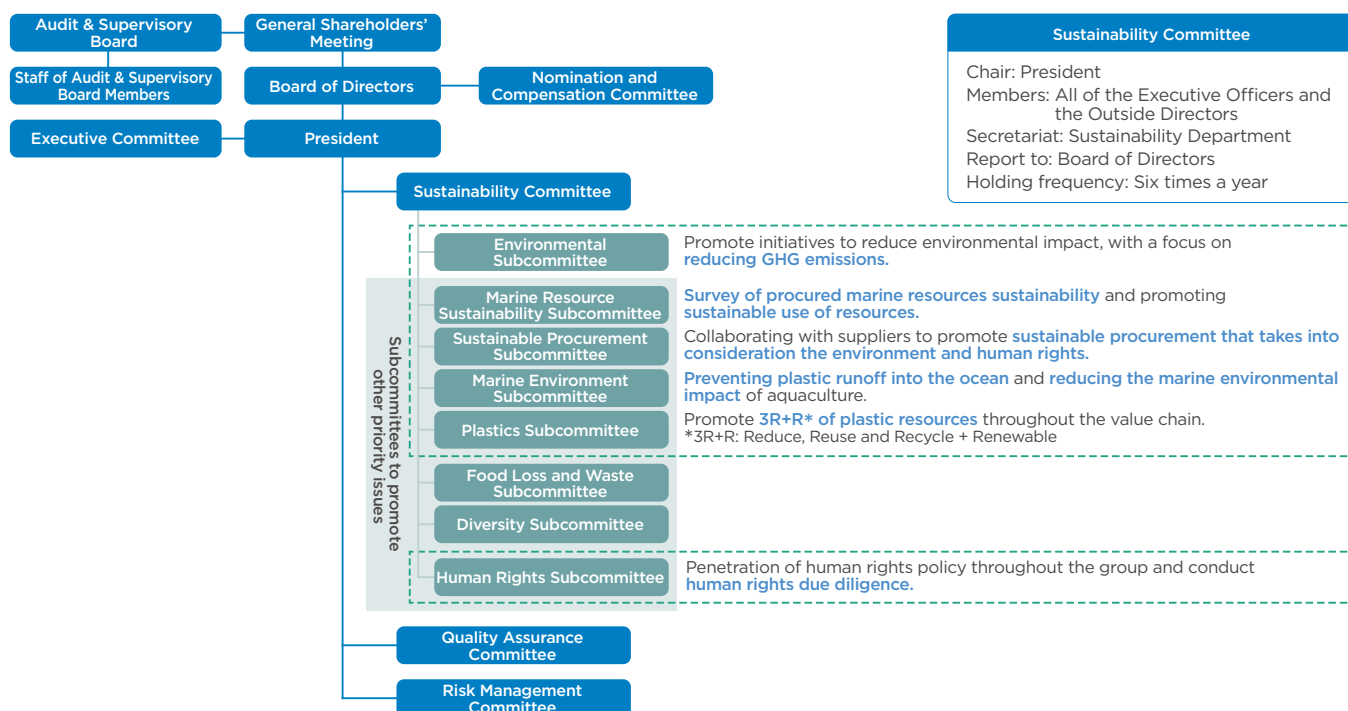 Audit & Supervisory
Board
General Shareholders'
Meeting
Staff of Audit & Supervisory
Board Members
Board of Directors
Nomination and
Compensation Committee
Executive Committee
President
Sustainability Committee
Chair: President
Members: All of the Executive Officers and
the Outside Directors
Secretariat: Sustainability Department
Report to: Board of Directors
Holding frequency: Six times a year
Sustainability Committee
Subcommittees to promote
other priority issues
Environmental
Subcommittee
Promote initiatives to reduce environmental impact, with a focus on
reducing GHG emissions.
Marine Resource
Sustainability Subcommittee
Survey of procured marine resources sustainability and promoting
sustainable use of resources.
Sustainable Procurement
Subcommittee
Collaborating with suppliers to promote sustainable procurement that takes into
consideration the environment and human rights.
Marine Environment
Subcommittee
Preventing plastic runoff into the ocean and reducing the marine environmental
impact of aquaculture.
Plastics Subcommittee
Promote 3R+R* of plastic resources throughout the value chain.
*3R+R: Reduce, Reuse and Recycle + Renewable
Food Loss and Waste
Subcommittee
Diversity Subcommittee
Human Rights Subcommittee
Penetration of human rights policy throughout the group and conduct
human rights due diligence.
Quality Assurance
Committee
Risk Management
Committee